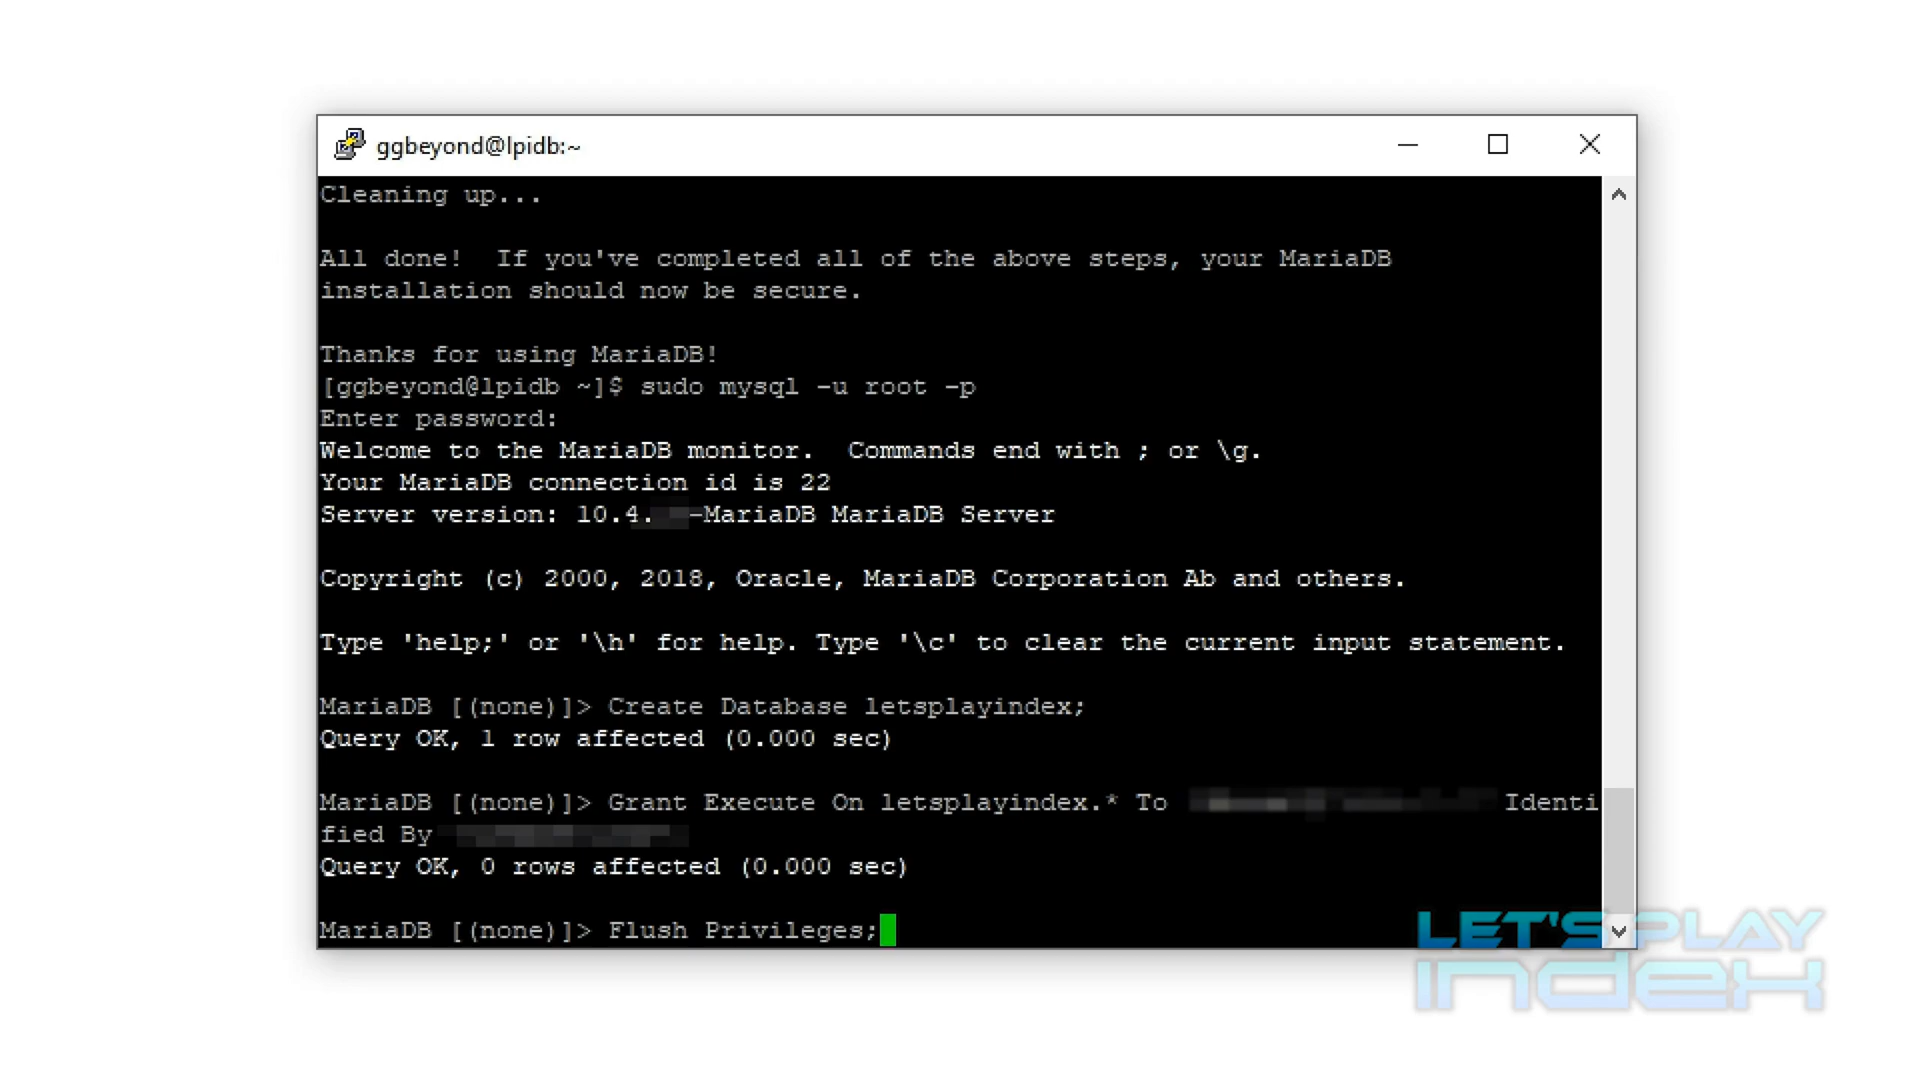 ggbeyond@lpidb:~
Cleaning up...
All done!  If you've completed all of the above steps, your MariaDB
installation should now be secure.
Thanks for using MariaDB!
[ggbeyond@lpidb ~]$ sudo mysql -u root -p
Enter password:
Welcome to the MariaDB monitor.  Commands end with ; or \g.
Your MariaDB connection id is 22
Server version: 10.4. -MariaDB MariaDB Server
Copyright (c) 2000, 2018, Oracle, MariaDB Corporation Ab and others.
Type 'help;' or '\h' for help. Type '\c' to clear the current input statement.
MariaDB [(none)]> Create Database letsplayindex;
Query OK, 1 row affected (0.000 sec)
MariaDB [(none)]> Grant Execute On letsplayindex.* To Identi
fied By
Query OK, 0 rows affected (0.000 sec)
MariaDB [(none)]> Flush Privileges;
LET'S PLAY
index